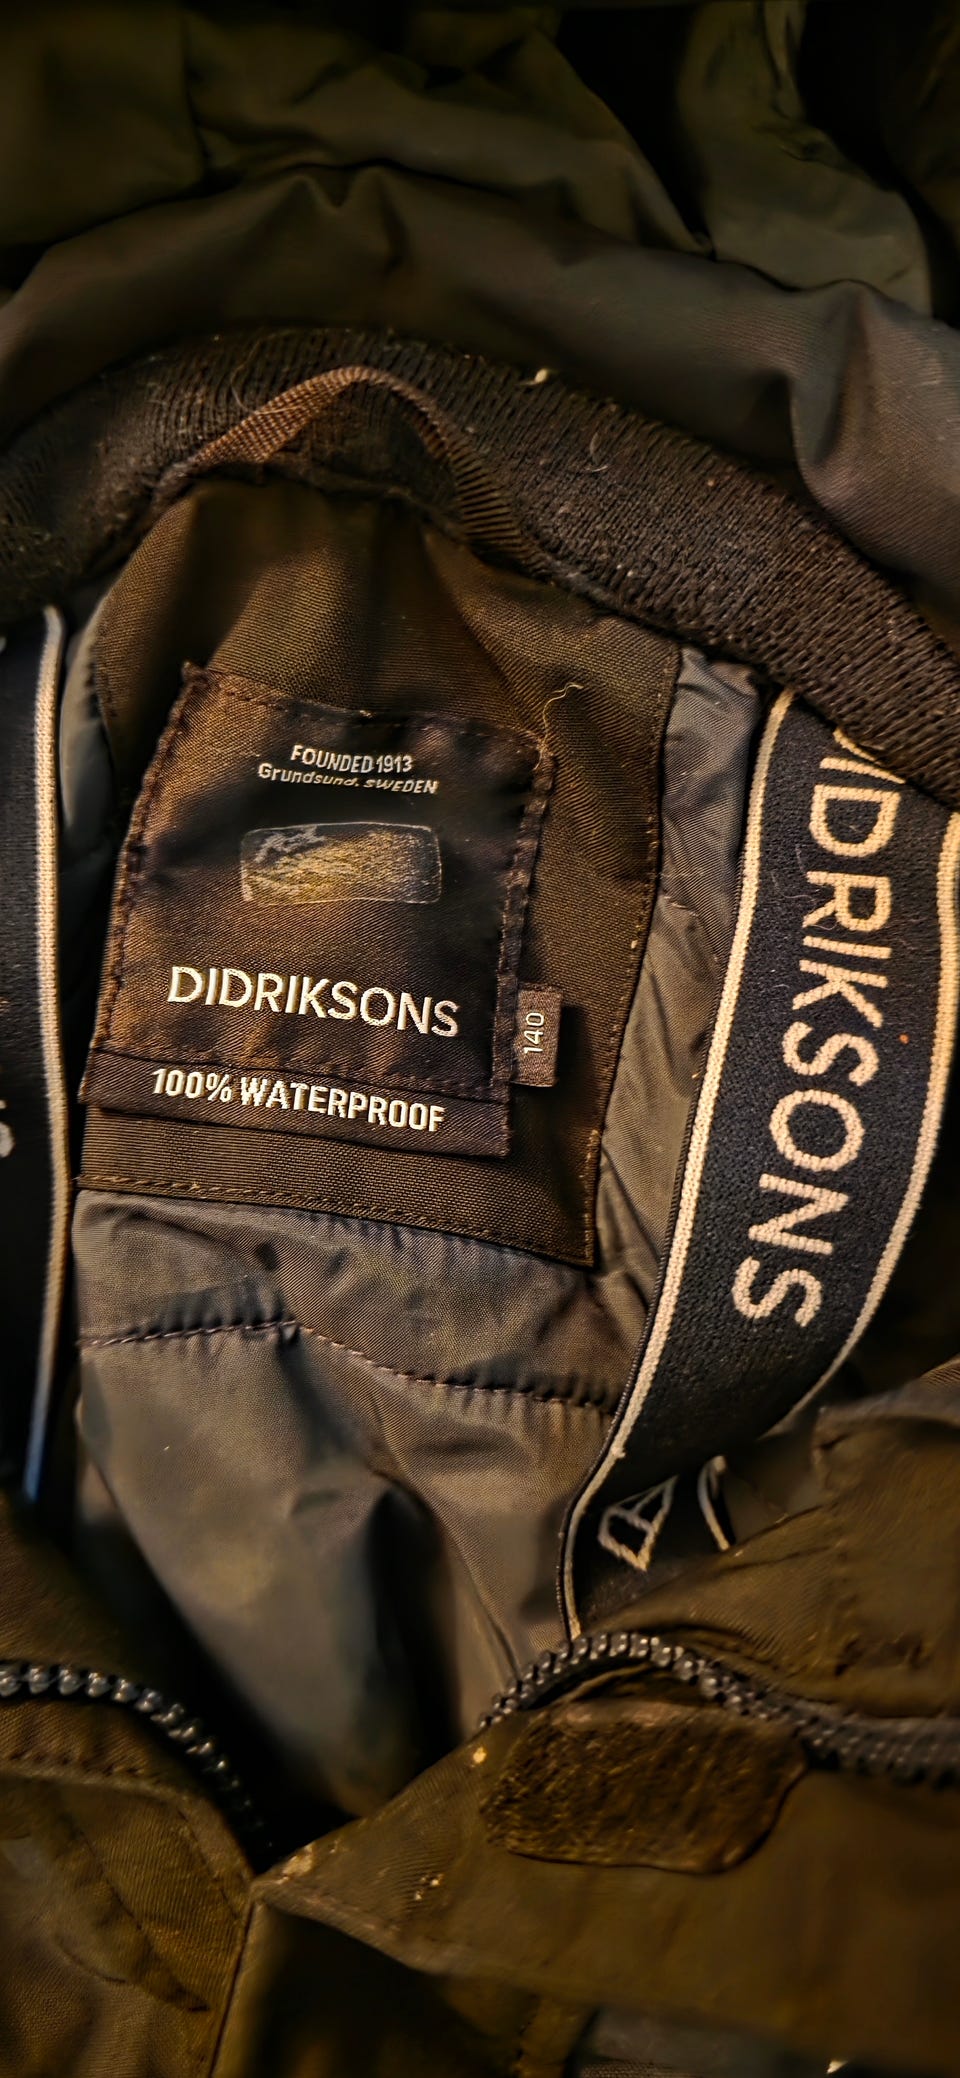 FOUNDED 1913
Grundsund. SWEDEN
DIDRIKSONS
140
100% WATERPROOF
DIDRIKSONS